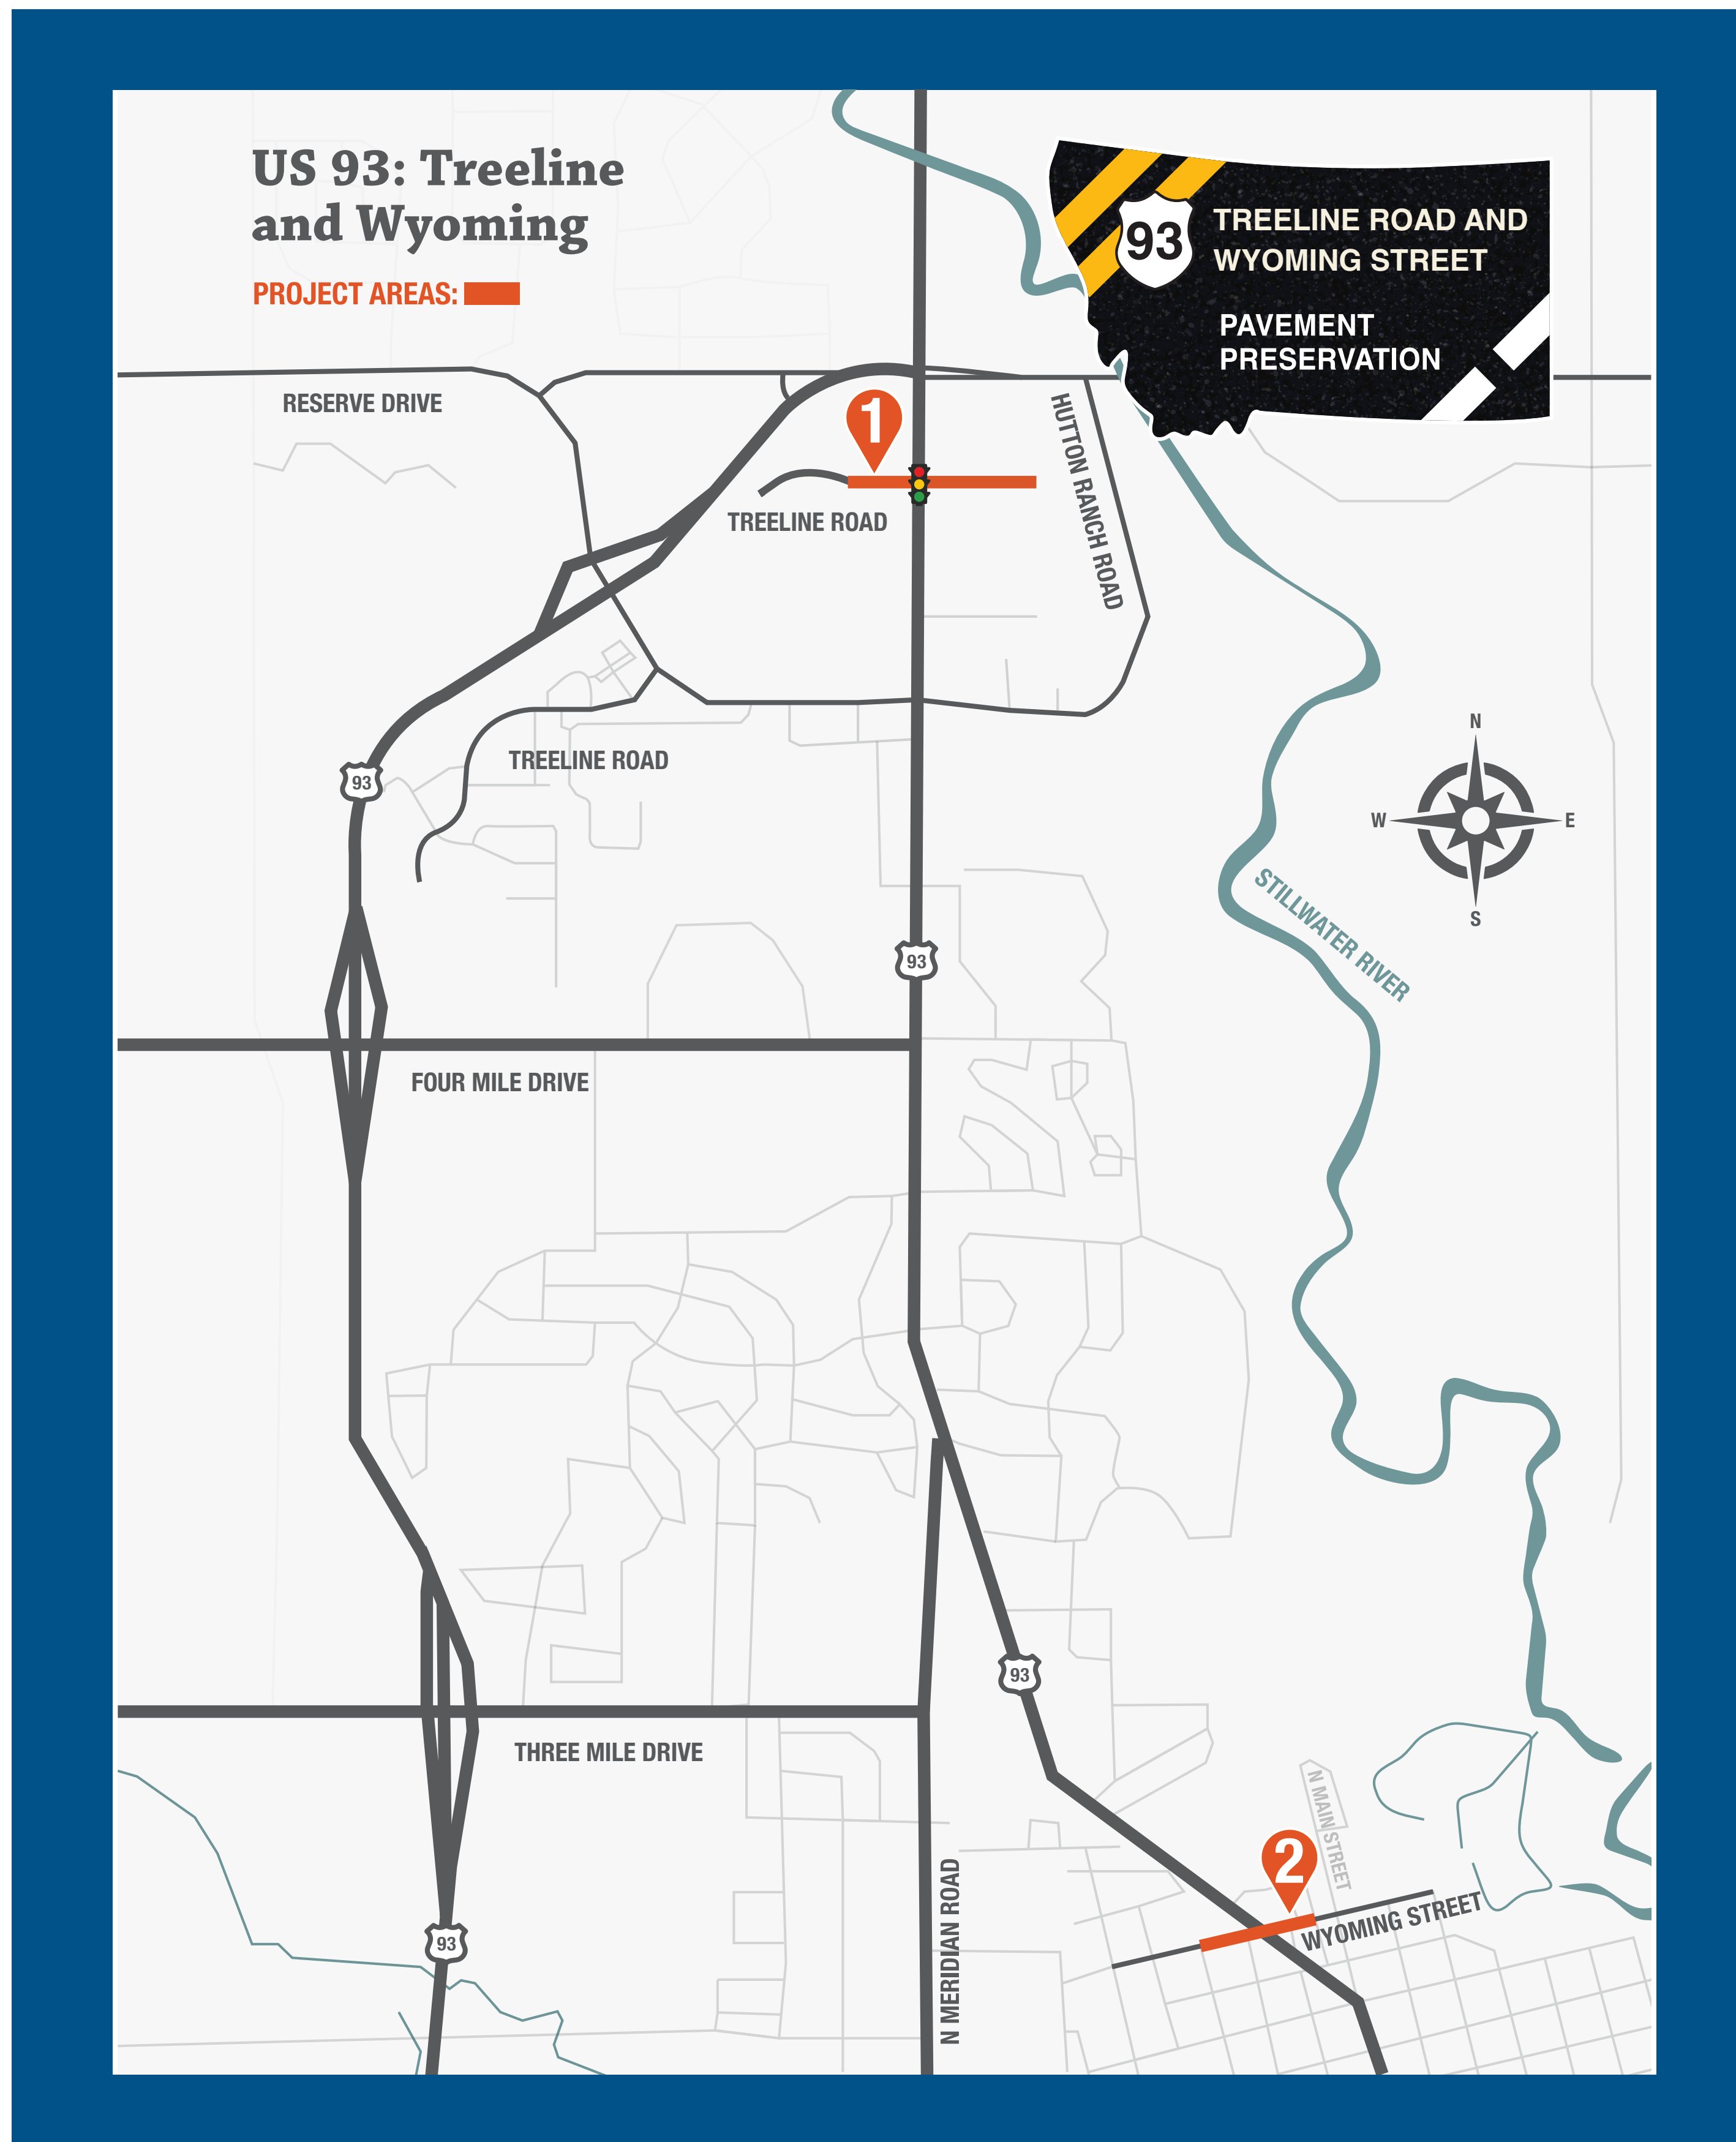 US 93: Treeline
and Wyoming
PROJECT AREAS:
93
TREELINE ROAD AND
WYOMING STREET
PAVEMENT
PRESERVATION
RESERVE DRIVE
1
HUTTON RANCH ROAD
TREELINE ROAD
TREELINE ROAD
93
N
W
E
S
STILLWATER RIVER
93
FOUR MILE DRIVE
93
THREE MILE DRIVE
N MAIN STREET
2
WYOMING STREET
N MERIDIAN ROAD
93